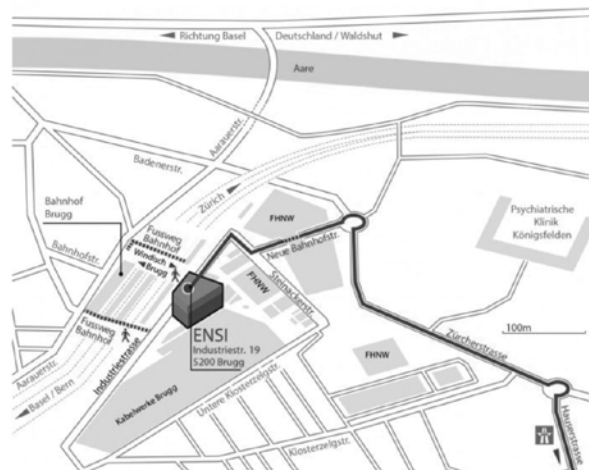 Richtung Basel
Deutschland / Waldshut
Aare
Aarauerstr.
Badenerstr.
Zürich
Bahnhof
Brugg
Bahnhofstr.
Fussweg
Bahnhof
Windisch
Brugg
FHNW
Neue Bahnhofstr.
Psychiatrische
Klinik
Königsfelden
FHNW
Steinackerstr.
Fussweg
Bahnhof
ENSI
Industriestr. 19
5200 Brugg
100m
Zürcherstrasse
Industriestrasse
FHNW
Aarauerstr.
Basel / Bern
Kabelwerke Brugg
Untere Klosterzelgstr.
Klosterzelgstr.
Hauserstrasse